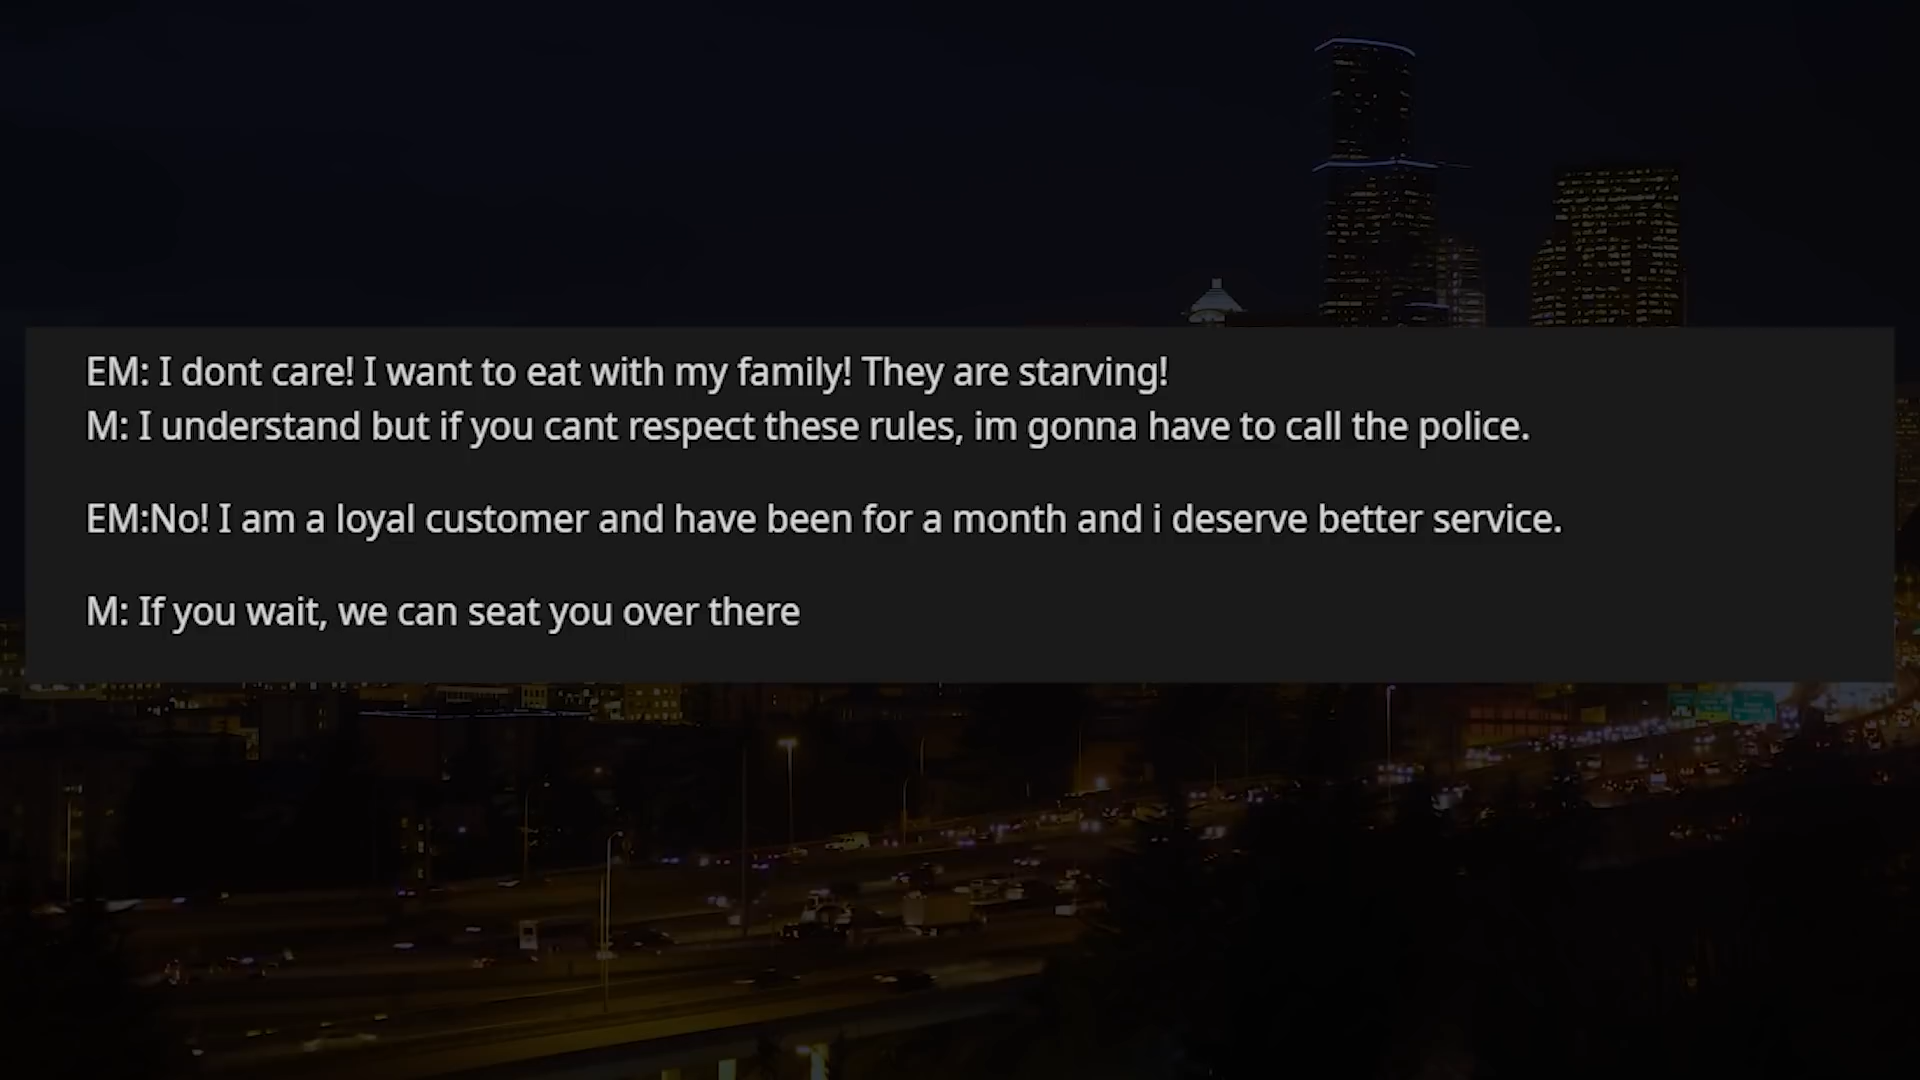 EM: I dont care! I want to eat with my family! They are starving!
M: I understand but if you cant respect these rules, im gonna have to call the police.
EM:No! I am a loyal customer and have been for a month and i deserve better service.
M: If you wait, we can seat you over there